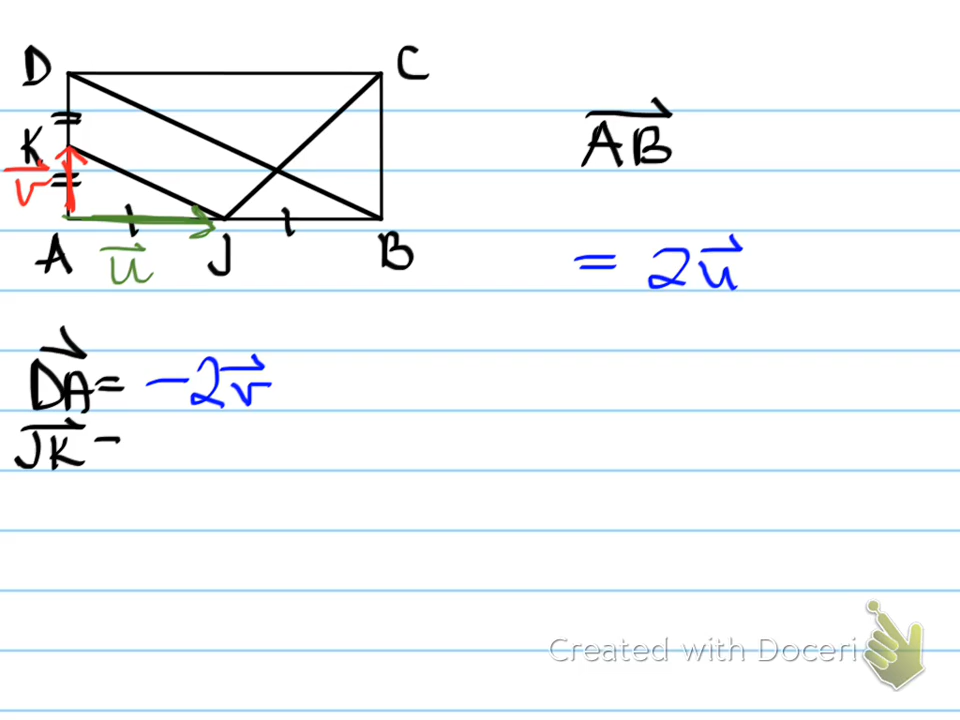 D
C
K
v
A
u
J
B
AB
= 2u
DA = -2v
JK =
Created with Doceri